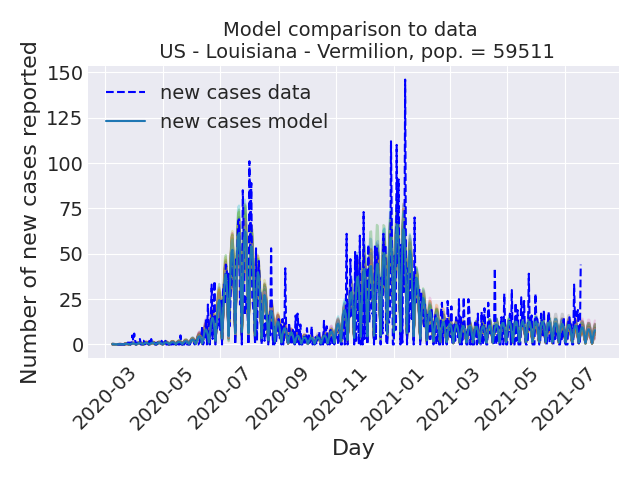 Model comparison to data
US - Louisiana - Vermilion, pop. = 59511
Number of new cases reported
150
125
100
75
50
25
0
new cases data
new cases model
2020-03
2020-05
2020-07
2020-09
2020-11
2021-01
2021-03
2021-05
2021-07
Day